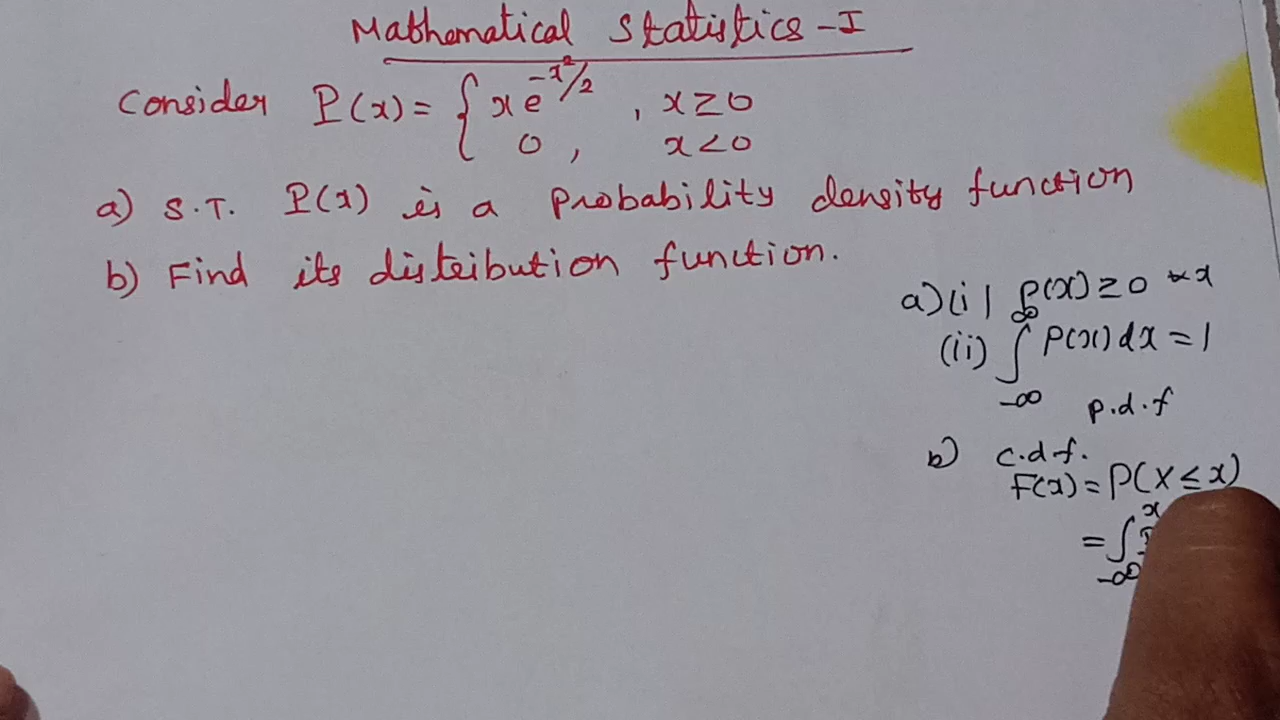 Mathematical Statistics - I
Consider P(x) = { x e^{-x²/2} , x ≥ 0
0 , x < 0
a) S.T. P(x) is a Probability density function
b) Find its distribution function.
a) (i) P(x) ≥ 0 ∀ x
(ii) ∫_{-∞}^{∞} P(x) dx = 1
p.d.f
b) c.d.f.
F(x) = P(X ≤ x)
= ∫_{-∞}^{x}